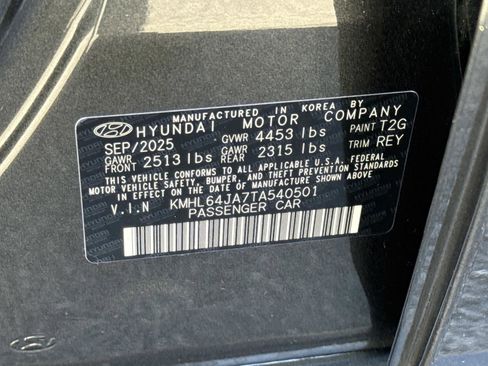 MANUFACTURED IN KOREA BY
HYUNDAI MOTOR COMPANY
SEP/2025 GVWR 4453 lbs PAINT T2G
GAWR FRONT 2513 lbs GAWR REAR 2315 lbs TRIM REY
THIS VEHICLE CONFORMS TO ALL APPLICABLE U.S.A. FEDERAL
MOTOR VEHICLE SAFETY, BUMPER, AND THEFT PREVENTION STANDARDS
IN EFFECT ON THE DATE OF MANUFACTURE SHOWN ABOVE.
V.I.N KMHL64JA7TA540501
PASSENGER CAR